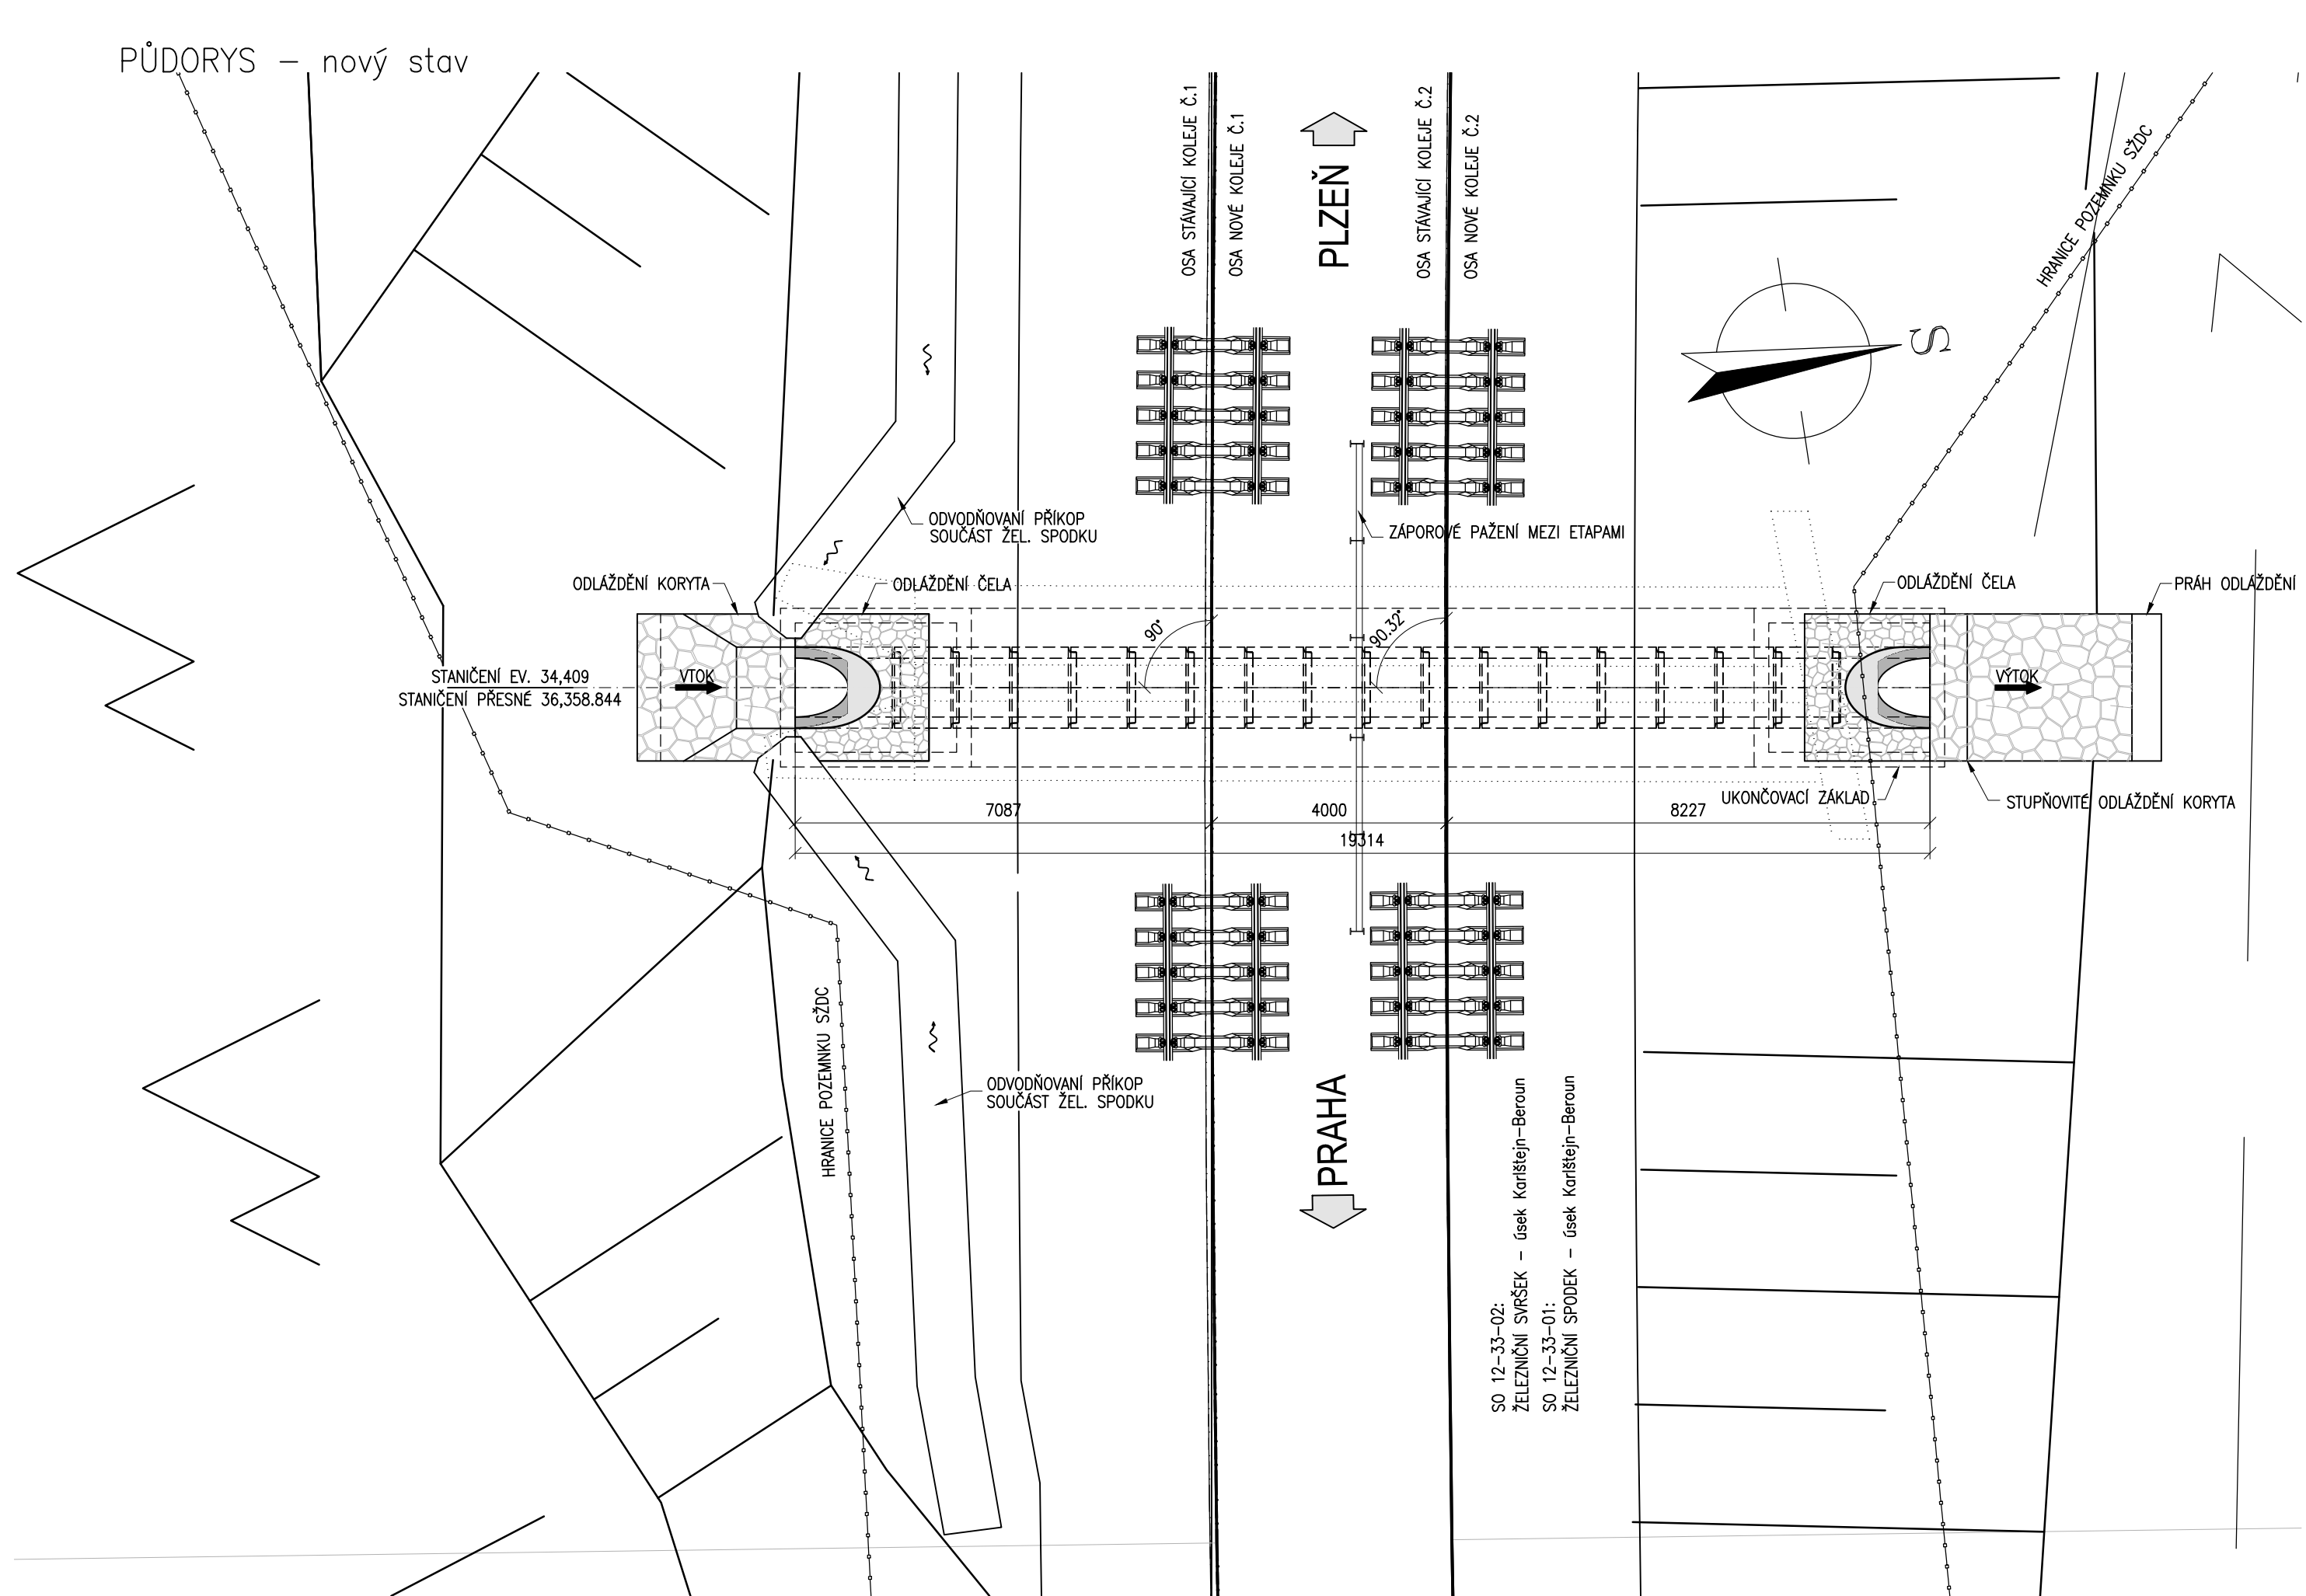 PŮDORYS – nový stav
OSA STÁVAJÍCÍ KOLEJE Č.1
OSA NOVÉ KOLEJE Č.1
PLZEŇ
OSA STÁVAJÍCÍ KOLEJE Č.2
OSA NOVÉ KOLEJE Č.2
HRANICE POZEMNKU SŽDC
S
ODVODŇOVANÍ PŘÍKOP
SOUČÁST ŽEL. SPODKU
ZÁPOROVÉ PAŽENÍ MEZI ETAPAMI
ODLÁŽDĚNÍ KORYTA
ODLÁŽDĚNÍ ČELA
ODLÁŽDĚNÍ ČELA
PRÁH ODLÁŽDĚNÍ
90°
90.32°
STANIČENÍ EV. 34,409
STANIČENÍ PŘESNÉ 36,358.844
VTOK
VÝTOK
UKONČOVACÍ ZÁKLAD
STUPŇOVITÉ ODLÁŽDĚNÍ KORYTA
7087
4000
8227
19314
HRANICE POZEMNKU SŽDC
ODVODŇOVANÍ PŘÍKOP
SOUČÁST ŽEL. SPODKU
PRAHA
SO 12–33–02:
ŽELEZNIČNÍ SVRŠEK – úsek Karlštejn–Beroun
SO 12–33–01:
ŽELEZNIČNÍ SPODEK – úsek Karlštejn–Beroun